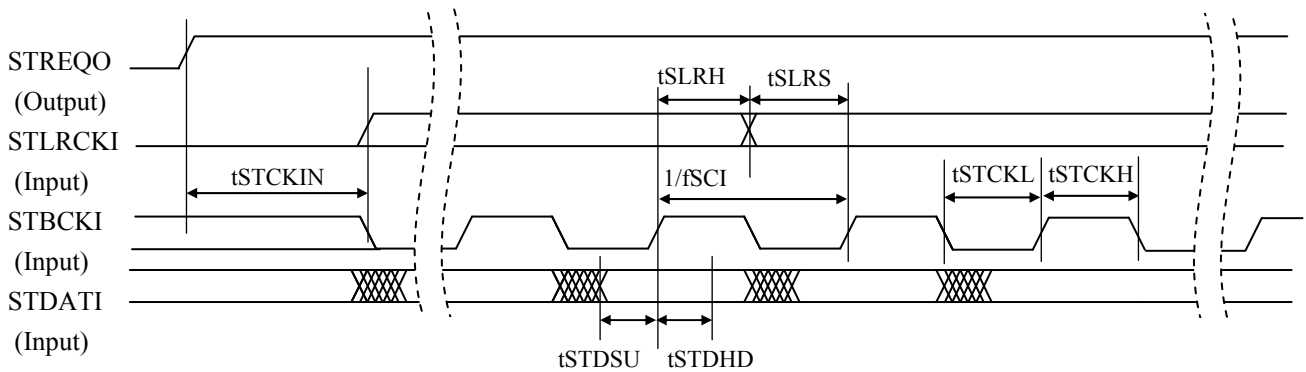 STREQO
(Output)
tSLRH
tSLRS
STLRCKI
(Input)
tSTCKIN
1/fSCI
tSTCKL
tSTCKH
STBCKI
(Input)
STDATI
(Input)
tSTDSU
tSTDHD